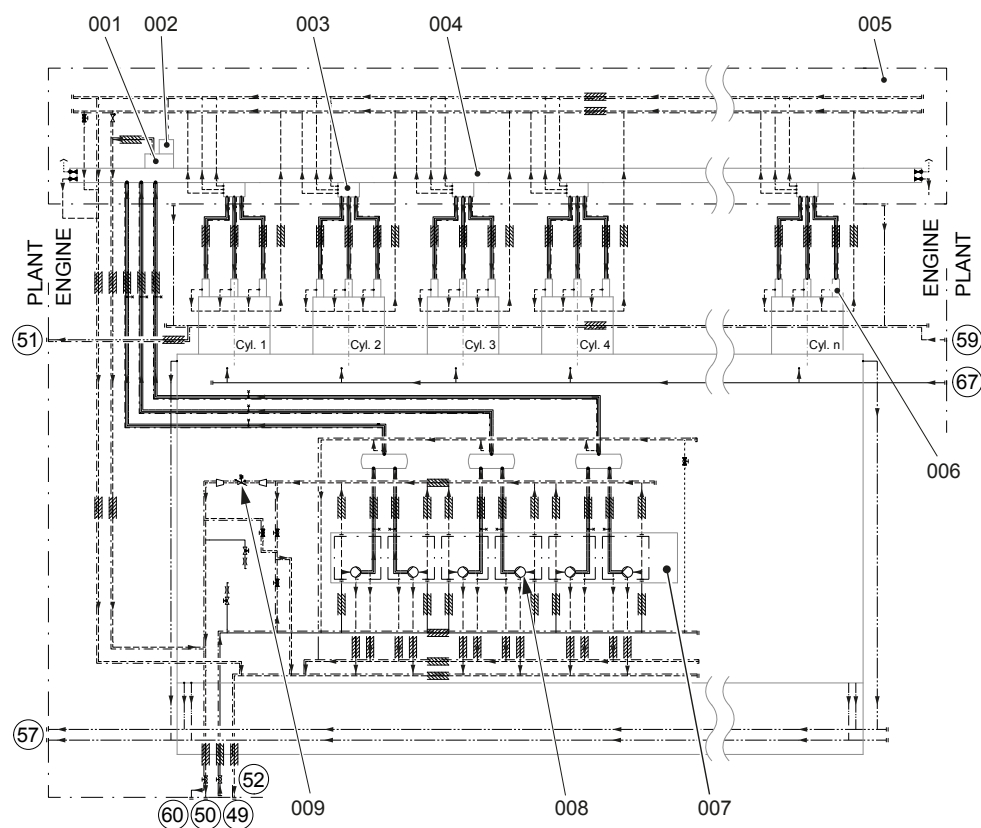 001
002
003
004
005
PLANT
ENGINE
ENGINE
PLANT
51
Cyl. 1
Cyl. 2
Cyl. 3
Cyl. 4
Cyl. n
59
67
006
57
52
60
50
49
009
008
007